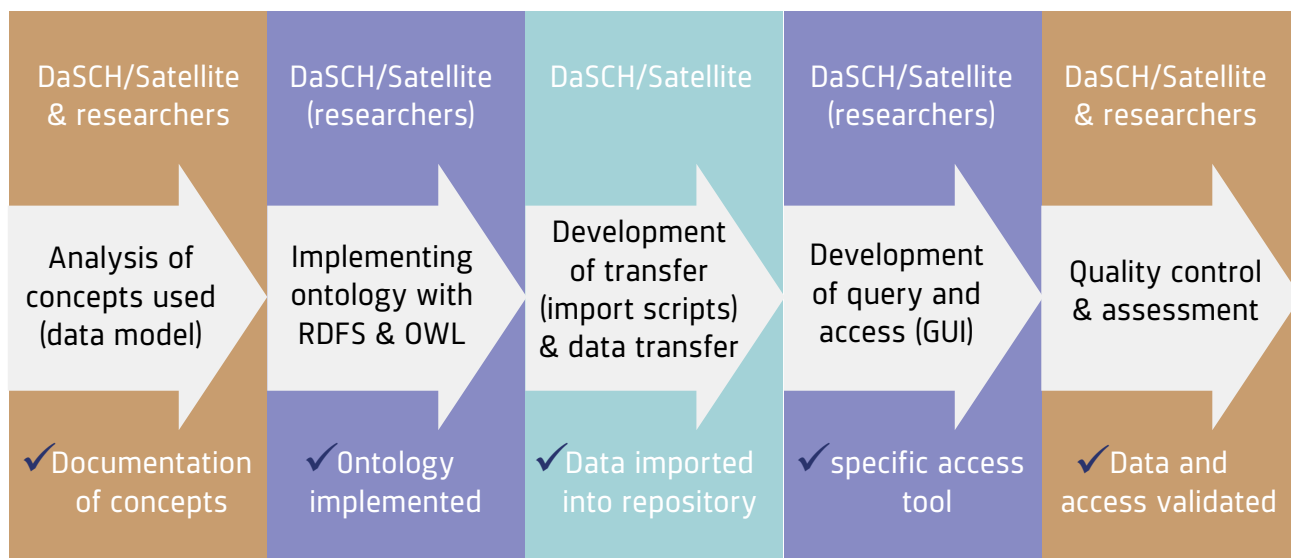 DaSCH/Satellite
& researchers
Analysis of
concepts used
(data model)
✓Documentation
of concepts
DaSCH/Satellite
(researchers)
Implementing
ontology with
RDFS & OWL
✓Ontology
implemented
DaSCH/Satellite
Development
of transfer
(import scripts)
& data transfer
✓Data imported
into repository
DaSCH/Satellite
(researchers)
Development
of query and
access (GUI)
✓specific access
tool
DaSCH/Satellite
& researchers
Quality control
& assessment
✓Data and
access validated